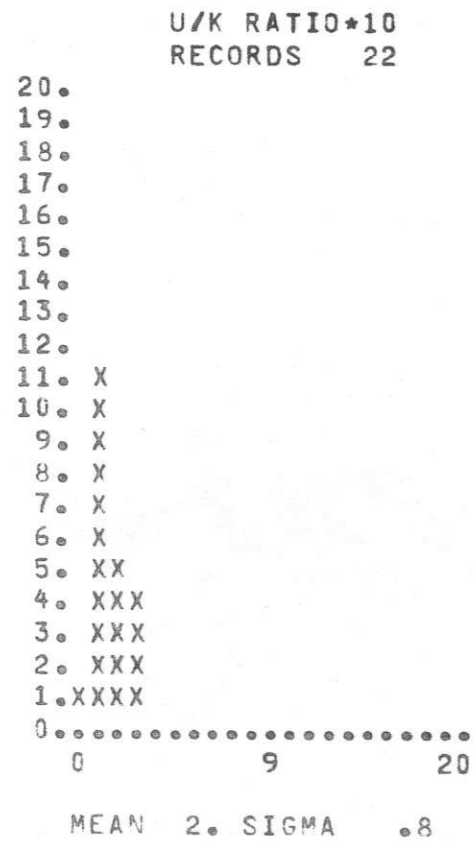 U/K RATIO*10
RECORDS 22
20.
19.
18.
17.
16.
15.
14.
13.
12.
11. X
10. X
9. X
8. X
7. X
6. X
5. XX
4. XXX
3. XXX
2. XXX
1.XXXX
0.....................
0 9 20
MEAN 2. SIGMA .8